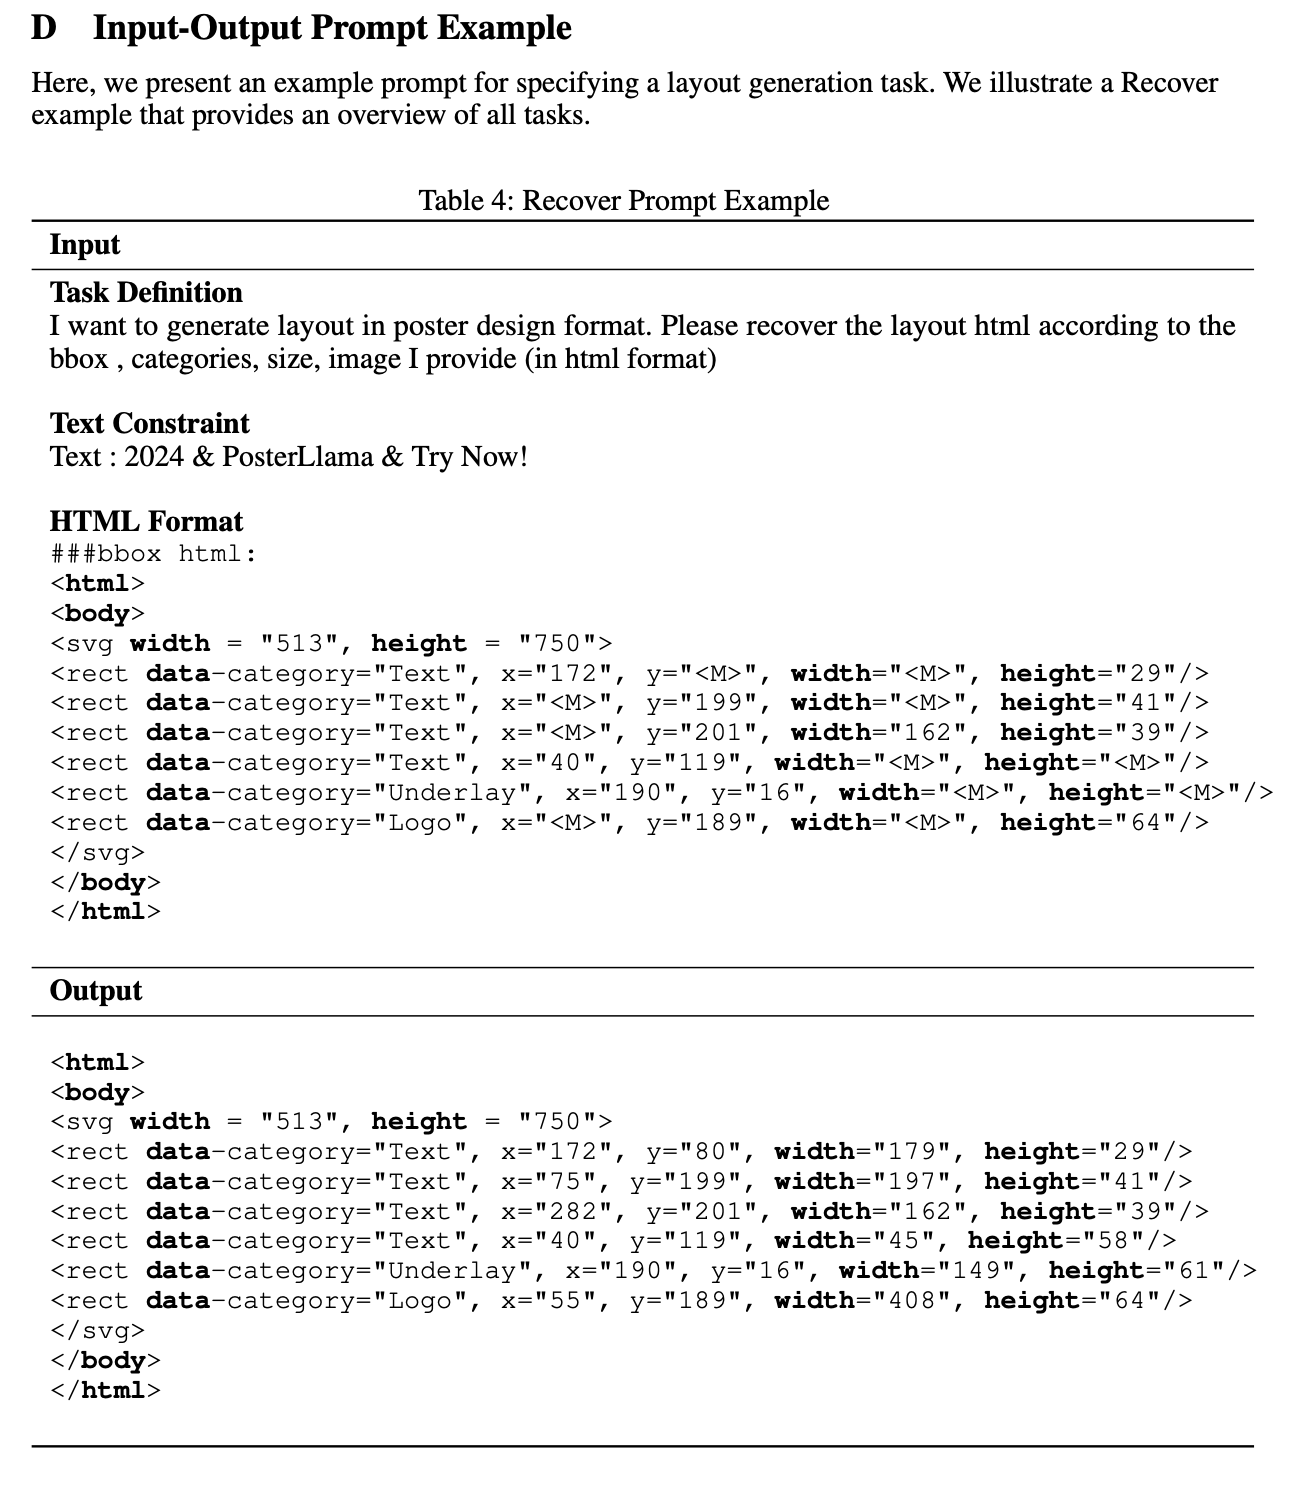 D Input-Output Prompt Example
Here, we present an example prompt for specifying a layout generation task. We illustrate a Recover
example that provides an overview of all tasks.
Table 4: Recover Prompt Example
Input
Task Definition
I want to generate layout in poster design format. Please recover the layout html according to the
bbox , categories, size, image I provide (in html format)
Text Constraint
Text : 2024 & PosterLlama & Try Now!
HTML Format
###bbox html:
<html>
<body>
<svg width = "513", height = "750">
<rect data-category="Text", x="172", y="<M>", width="<M>", height="29"/>
<rect data-category="Text", x="<M>", y="199", width="<M>", height="41"/>
<rect data-category="Text", x="<M>", y="201", width="162", height="39"/>
<rect data-category="Text", x="40", y="119", width="<M>", height="<M>"/>
<rect data-category="Underlay", x="190", y="16", width="<M>", height="<M>"/>
<rect data-category="Logo", x="<M>", y="189", width="<M>", height="64"/>
</svg>
</body>
</html>
Output
<html>
<body>
<svg width = "513", height = "750">
<rect data-category="Text", x="172", y="80", width="179", height="29"/>
<rect data-category="Text", x="75", y="199", width="197", height="41"/>
<rect data-category="Text", x="282", y="201", width="162", height="39"/>
<rect data-category="Text", x="40", y="119", width="45", height="58"/>
<rect data-category="Underlay", x="190", y="16", width="149", height="61"/>
<rect data-category="Logo", x="55", y="189", width="408", height="64"/>
</svg>
</body>
</html>